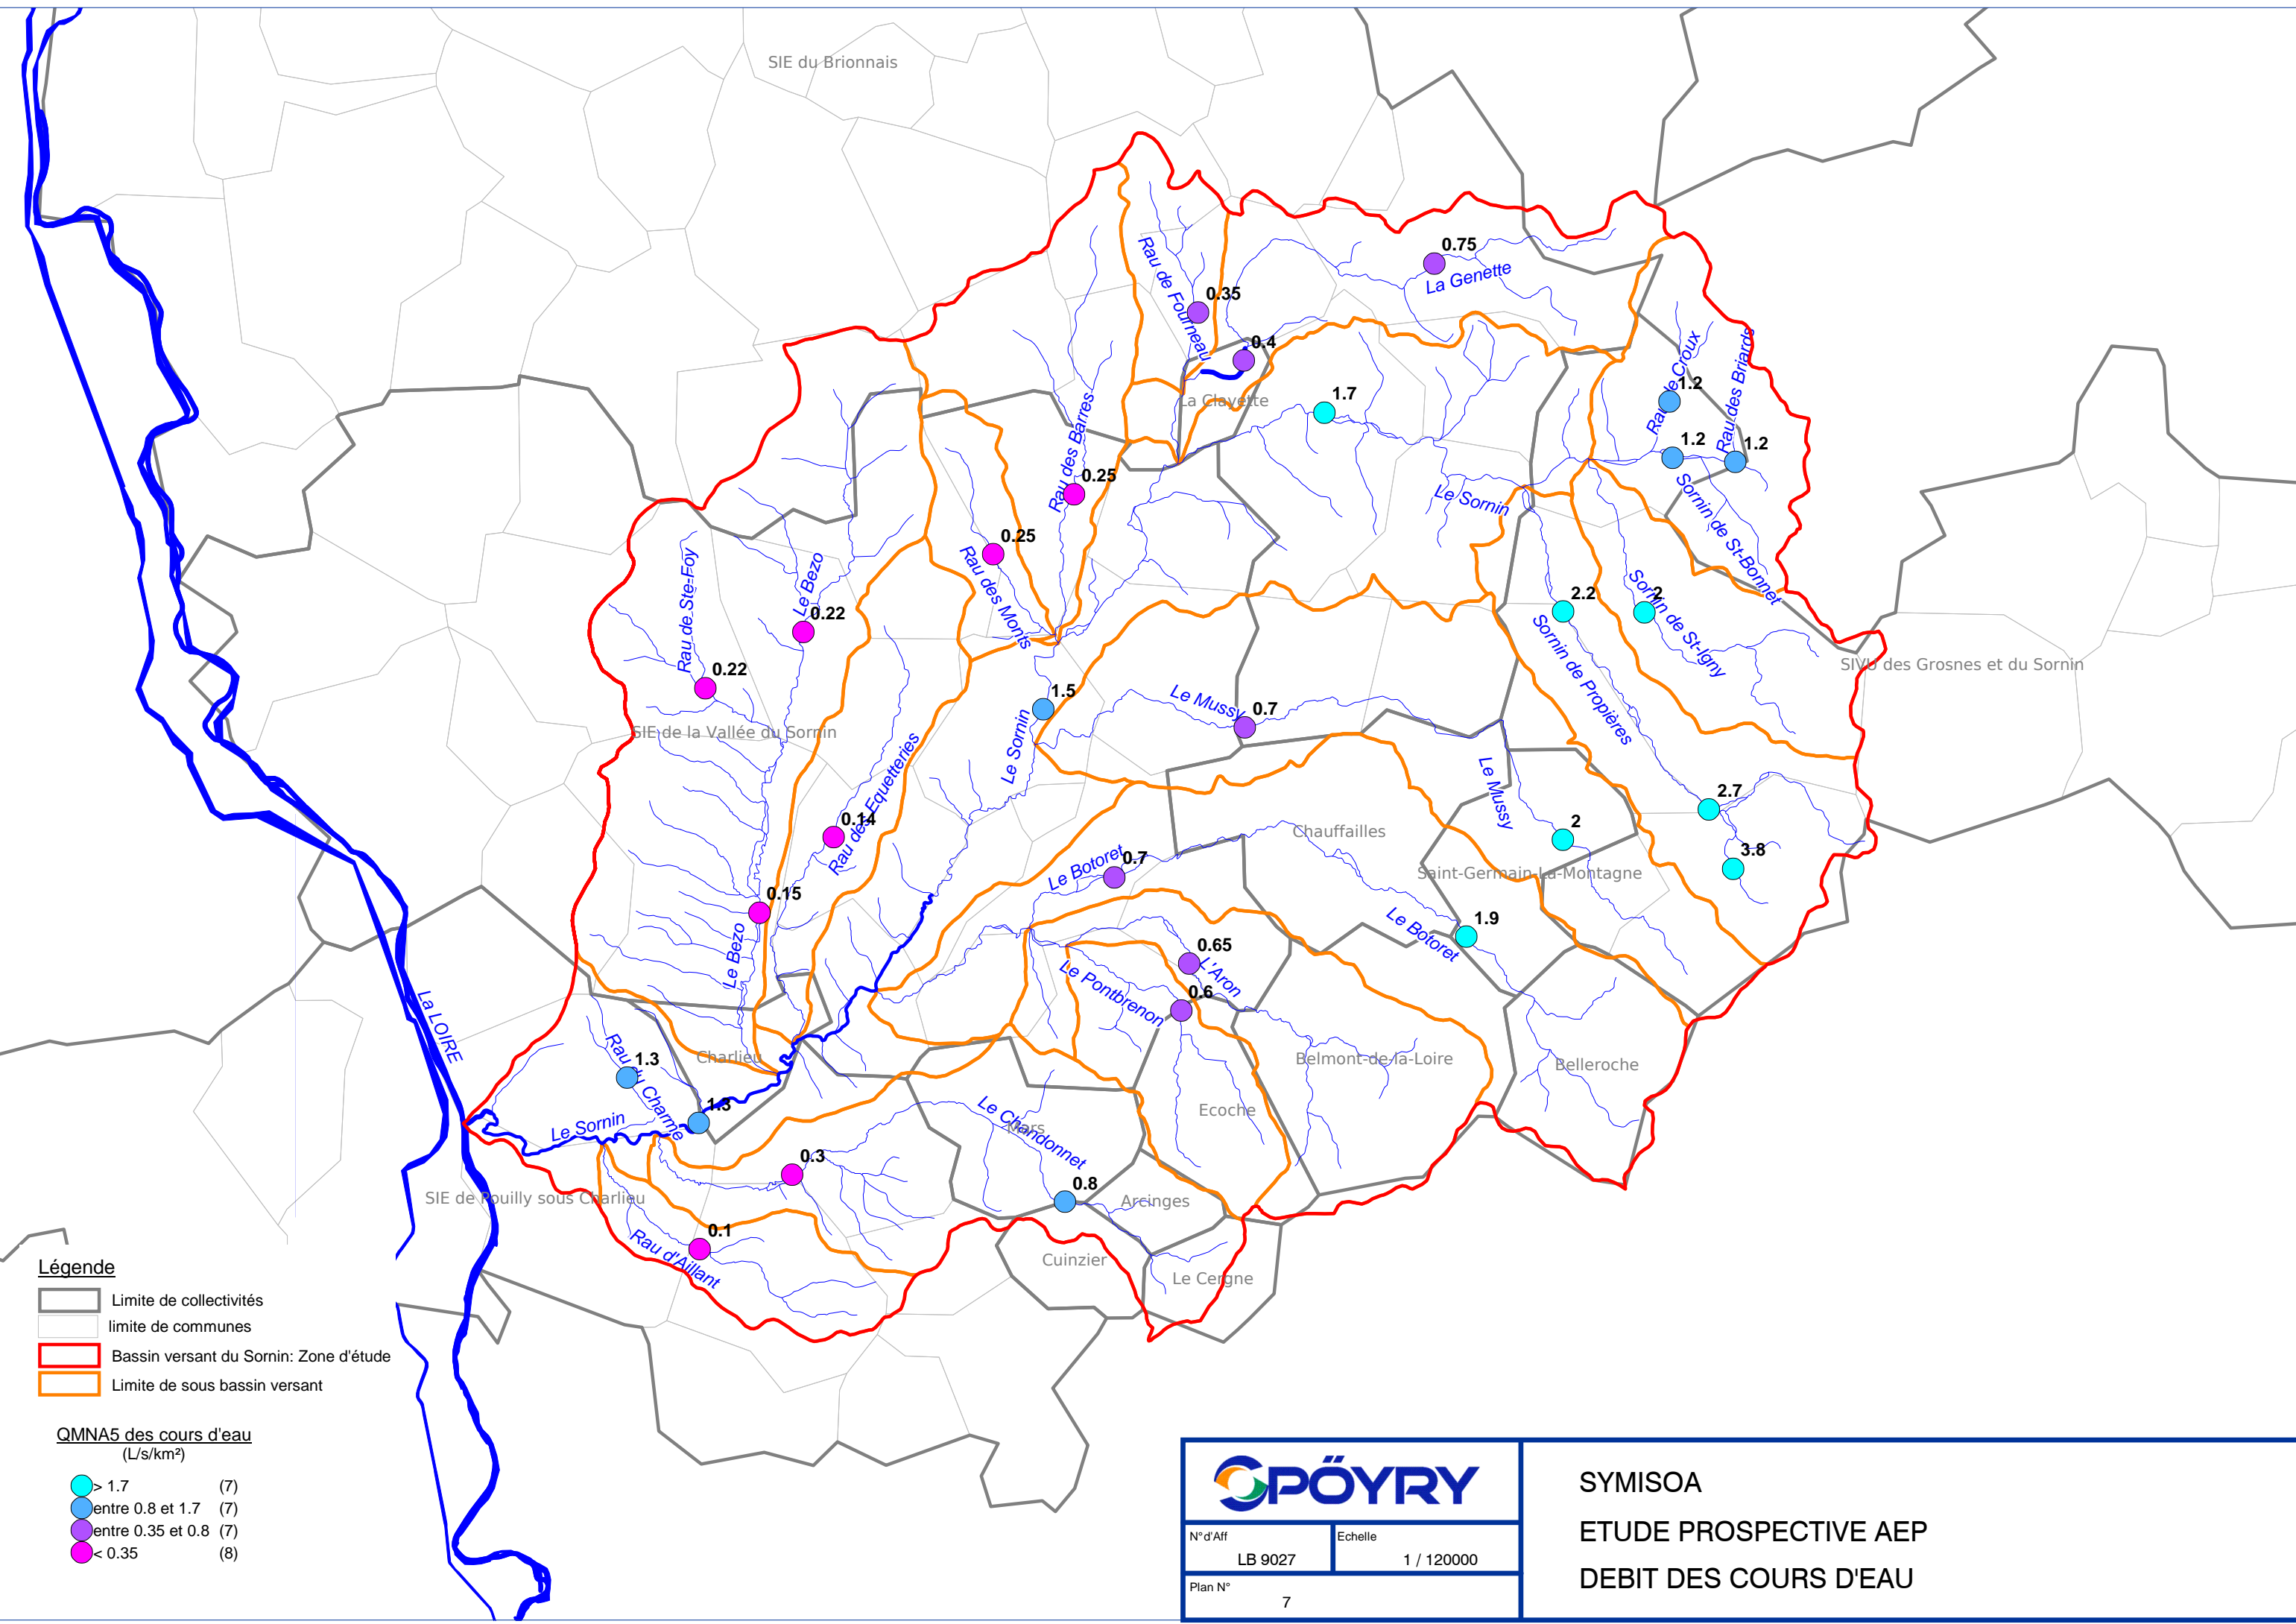 SIE du Brionnais
0.75
La Genette
Rau de Fourneau
0.35
0.4
La Clayette
1.7
Rau de Croux
1.2
Rau des Briards
1.2
1.2
Rau des Barres
0.25
Le Sornin
Sornin de St-Bonnet
0.25
Rau des Monts
Rau de Ste-Foy
Le Bezo
0.22
0.22
2.2
2
Sornin de St-Igny
Sornin de Propières
SIVU des Grosnes et du Sornin
SIE de la Vallée du Sornin
1.5
Le Sornin
Le Mussy
0.7
Le Mussy
2.7
2
3.8
Rau des Equetteries
0.14
Chauffailles
Saint-Germain-La-Montagne
Le Botoret
0.7
0.15
Le Bezo
1.9
Le Botoret
0.65
L'Aron
Le Pontbrenon
0.6
La LOIRE
Rau du Charme
1.3
Charlieu
1.3
Le Sornin
Belmont-de-la-Loire
Belleroche
Ecoche
Le Chandonnet
Mars
0.3
0.8
Arcinges
SIE de Pouilly sous Charlieu
0.1
Rau d'Aillant
Cuinzier
Le Cergne
Légende
Limite de collectivités
limite de communes
Bassin versant du Sornin: Zone d'étude
Limite de sous bassin versant
QMNA5 des cours d'eau
(L/s/km²)
> 1.7 (7)
entre 0.8 et 1.7 (7)
entre 0.35 et 0.8 (7)
< 0.35 (8)
PÖYRY
N°d'Aff
LB 9027
Echelle
1 / 120000
Plan N°
7
SYMISOA
ETUDE PROSPECTIVE AEP
DEBIT DES COURS D'EAU